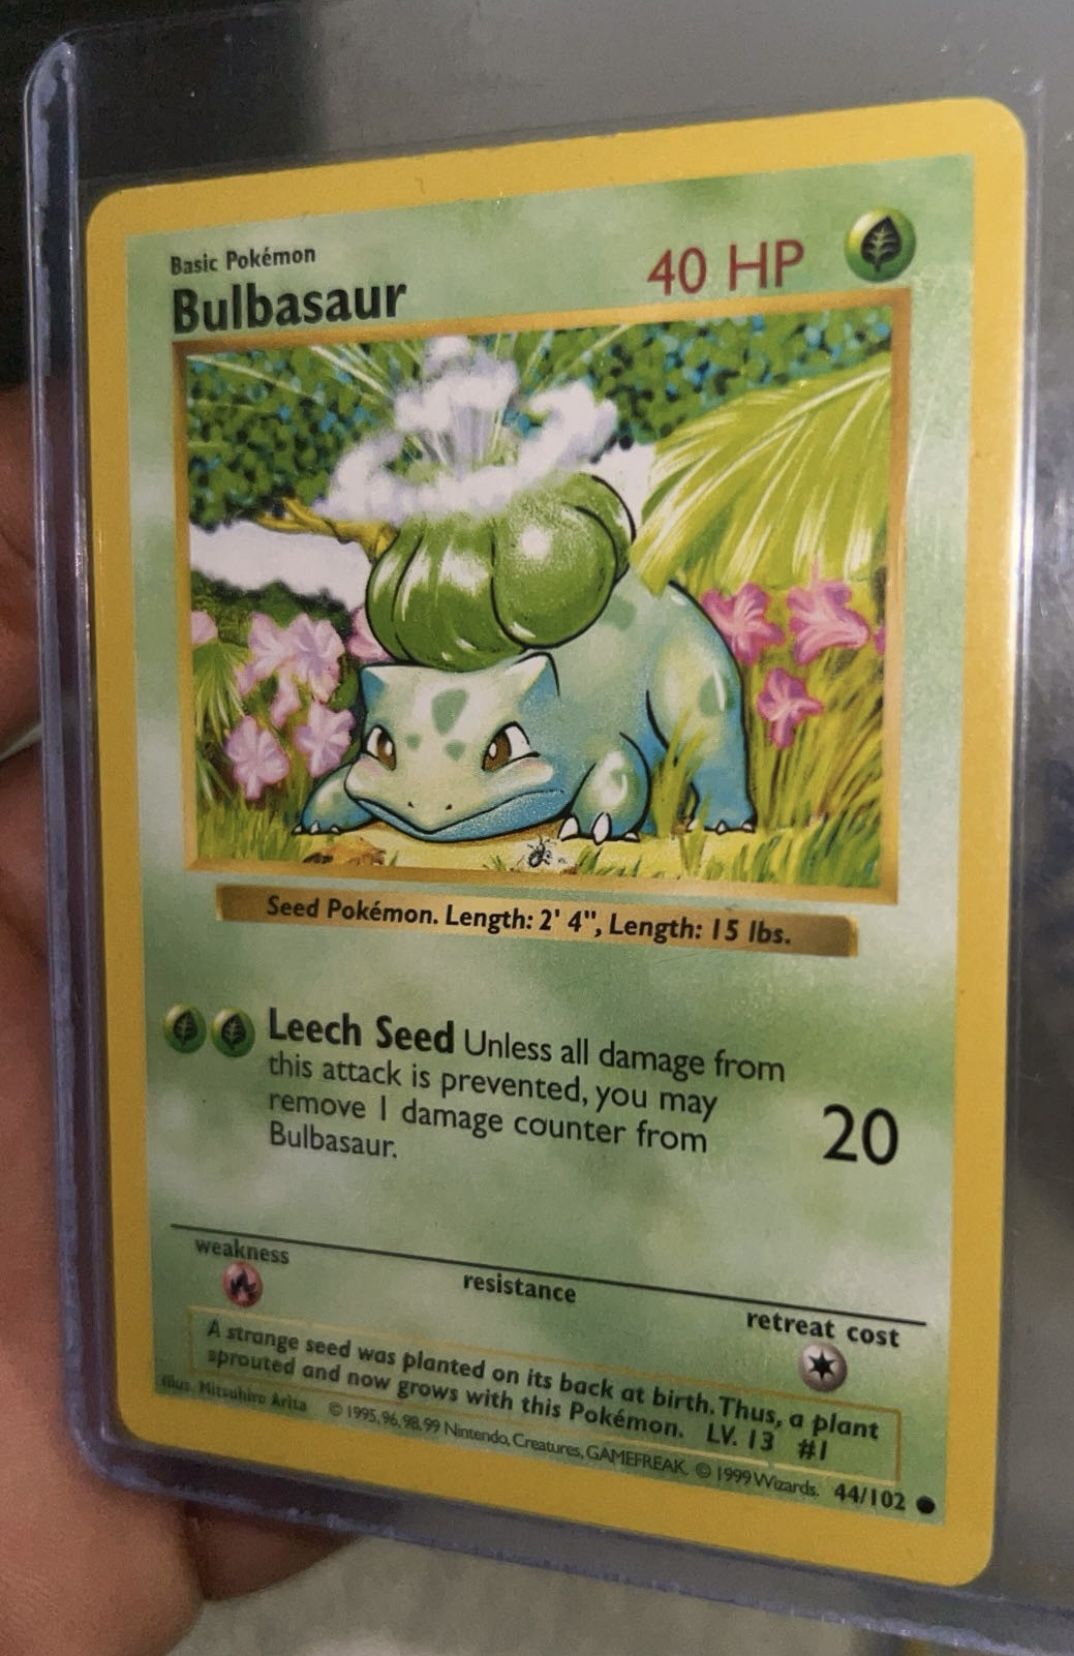 Basic Pokémon
Bulbasaur
40 HP
Seed Pokémon. Length: 2' 4", Length: 15 lbs.
Leech Seed Unless all damage from
this attack is prevented, you may
remove 1 damage counter from
Bulbasaur.
20
weakness
resistance
retreat cost
A strange seed was planted on its back at birth. Thus, a plant
sprouted and now grows with this Pokémon. LV. 13 #1
Illus. Mitsuhiro Arita © 1995, 96, 98, 99 Nintendo, Creatures, GAMEFREAK. © 1999 Wizards. 44/102